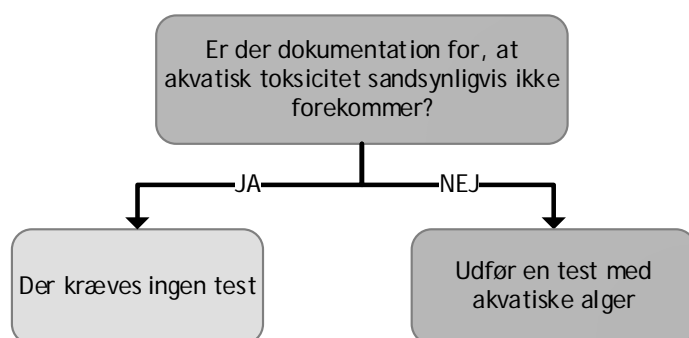 Er der dokumentation for, at
akvatisk toksicitet sandsynligvis ikke
forekommer?
JA
NEJ
Der kræves ingen test
Udfør en test med
akvatiske alger